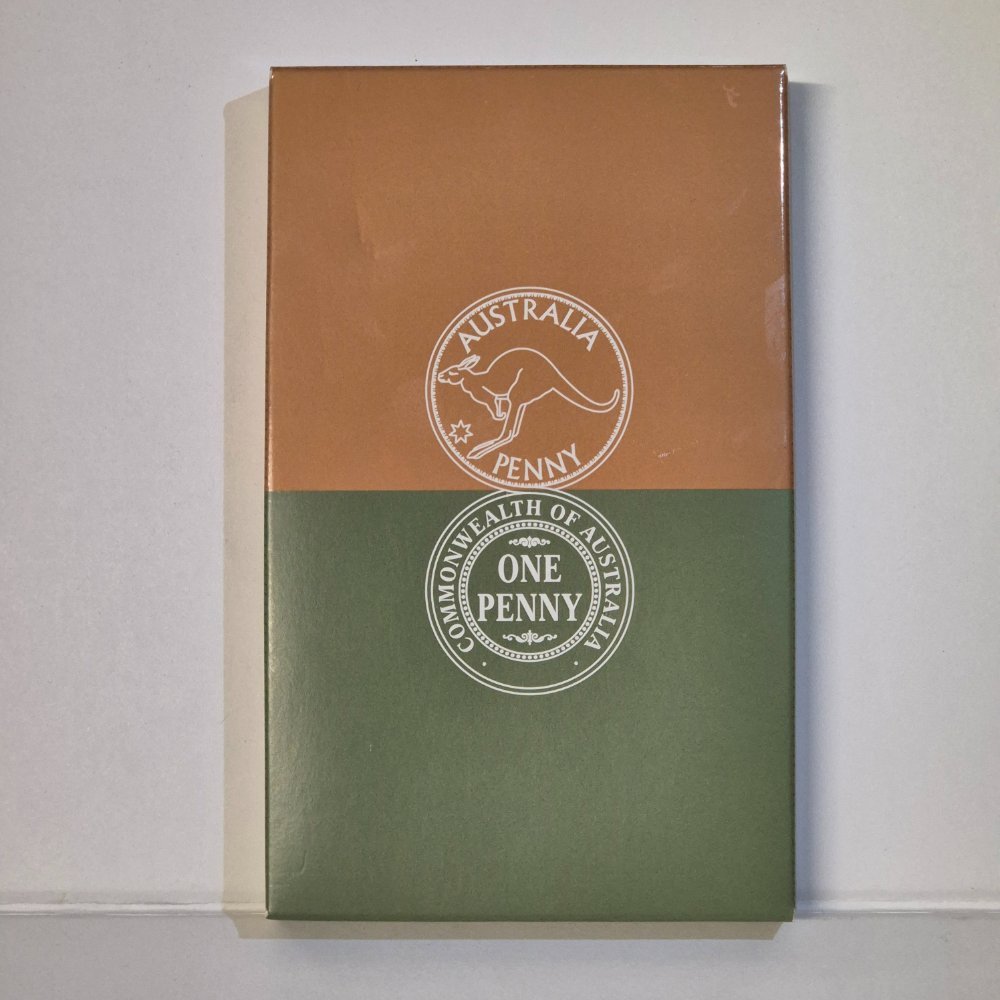 AUSTRALIA
PENNY
COMMONWEALTH OF AUSTRALIA
ONE
PENNY